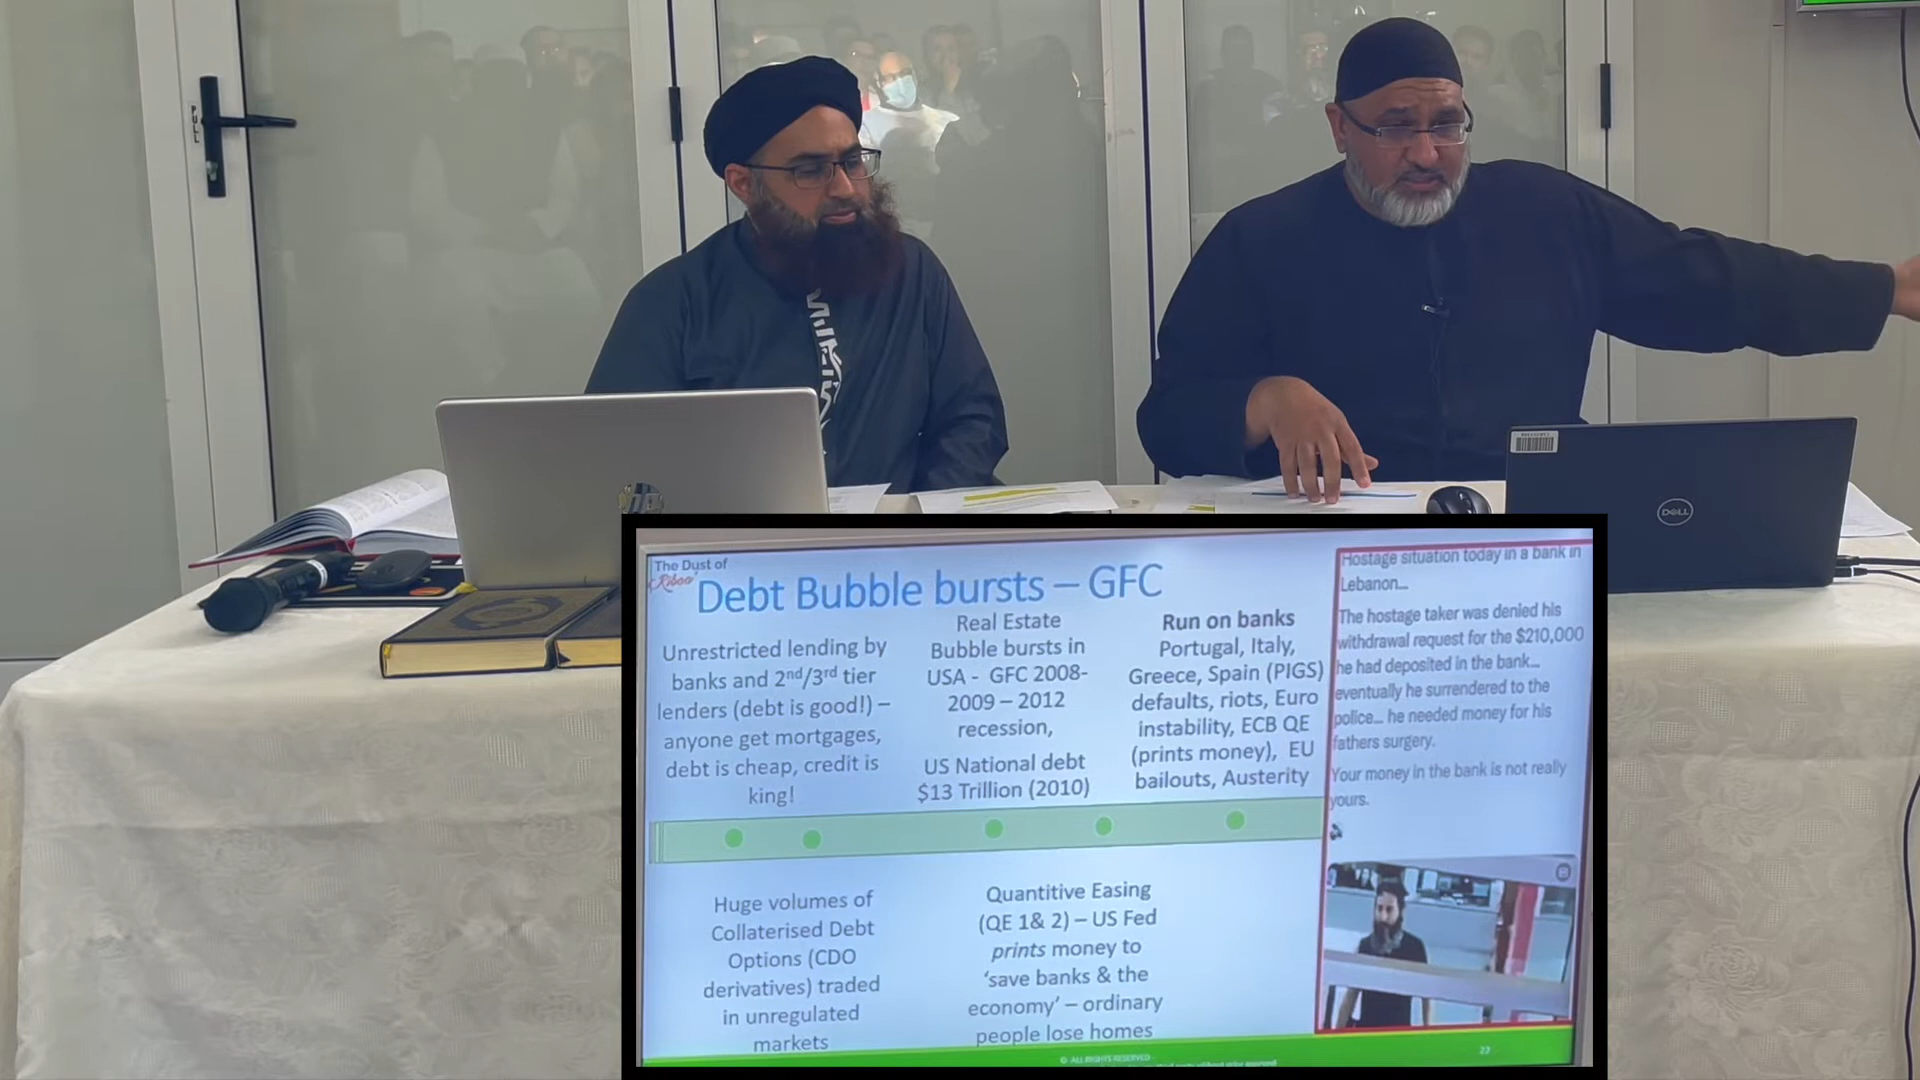 PULL
hp
DELL
The Dust of
Debt Bubble bursts – GFC
Unrestricted lending by
banks and 2nd/3rd tier
lenders (debt is good!) –
anyone get mortgages,
debt is cheap, credit is
king!
Real Estate
Bubble bursts in
USA - GFC 2008-
2009 – 2012
recession,
US National debt
$13 Trillion (2010)
Run on banks
Portugal, Italy,
Greece, Spain (PIGS)
defaults, riots, Euro
instability, ECB QE
(prints money), EU
bailouts, Austerity
Huge volumes of
Collaterised Debt
Options (CDO
derivatives) traded
in unregulated
markets
Quantitive Easing
(QE 1& 2) – US Fed
prints money to
‘save banks & the
economy’ – ordinary
people lose homes
Hostage situation today in a bank in
Lebanon...
The hostage taker was denied his
withdrawal request for the $210,000
he had deposited in the bank...
eventually he surrendered to the
police... he needed money for his
fathers surgery.
Your money in the bank is not really
yours.
© ALL RIGHTS RESERVED
22